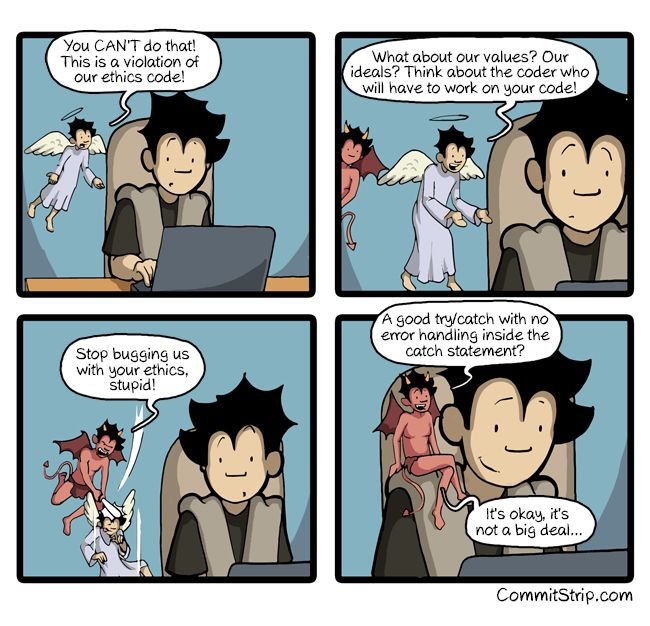 You CAN'T do that!
This is a violation of
our ethics code!
What about our values? Our
ideals? Think about the coder who
will have to work on your code!
Stop bugging us
with your ethics,
stupid!
A good try/catch with no
error handling inside the
catch statement?
It's okay, it's
not a big deal...
CommitStrip.com